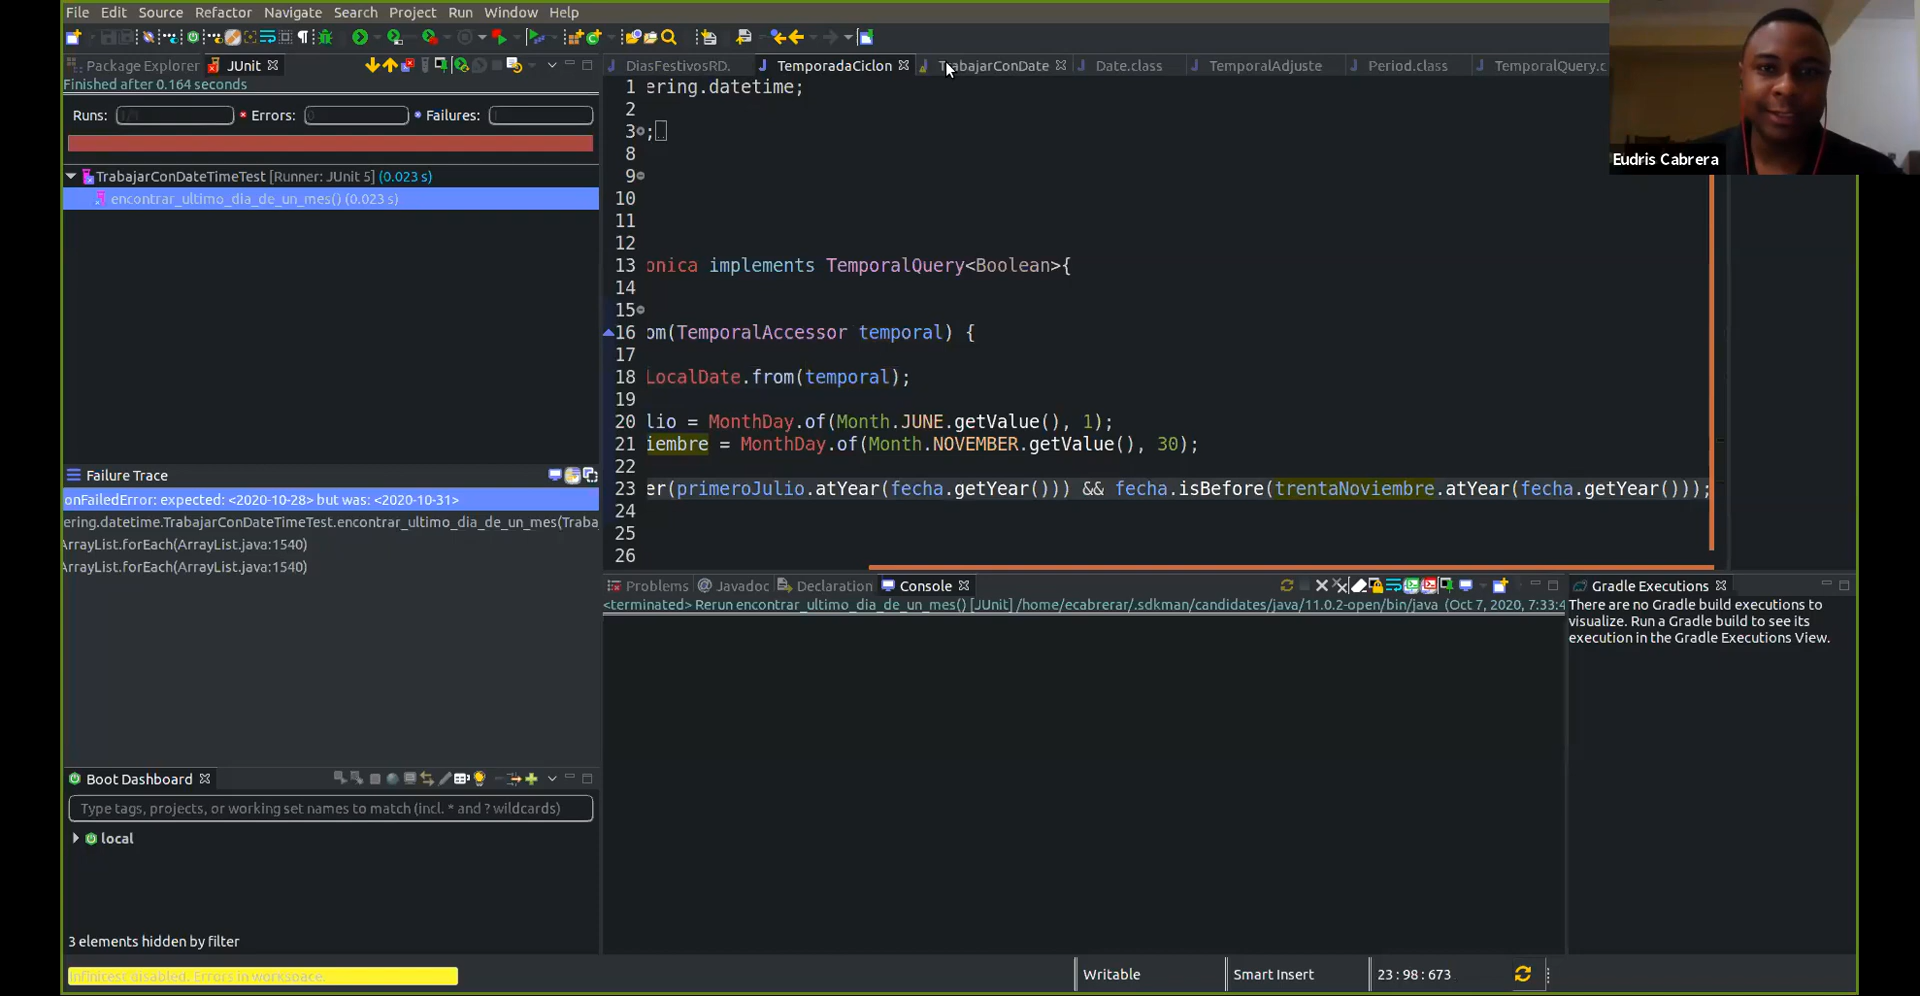 File Edit Source Refactor Navigate Search Project Run Window Help
Package Explorer JUnit
Finished after 0.164 seconds
Runs: Errors: Failures:
TrabajarConDateTimeTest [Runner: JUnit 5] (0.023 s)
encontrar_ultimo_dia_de_un_mes() (0.023 s)
Failure Trace
onFailedError: expected: <2020-10-28> but was: <2020-10-31>
ering.datetime.TrabajarConDateTimeTest.encontrar_ultimo_dia_de_un_mes(Traba
ArrayList.forEach(ArrayList.java:1540)
ArrayList.forEach(ArrayList.java:1540)
Boot Dashboard
Type tags, projects, or working set names to match (incl. * and ? wildcards)
local
3 elements hidden by filter
Infinitest disabled. Errors in workspace.
DiasFestivosRD. TemporadaCiclon TrabajarConDate Date.class TemporalAdjuste Period.class TemporalQuery.c
1 ering.datetime;
2
3 ;
8
9
10
11
12
13 onica implements TemporalQuery<Boolean>{
14
15
16 om(TemporalAccessor temporal) {
17
18 LocalDate.from(temporal);
19
20 lio = MonthDay.of(Month.JUNE.getValue(), 1);
21 iembre = MonthDay.of(Month.NOVEMBER.getValue(), 30);
22
23 er(primeroJulio.atYear(fecha.getYear())) && fecha.isBefore(trentaNoviembre.atYear(fecha.getYear()));
24
25
26
Eudris Cabrera
Problems Javadoc Declaration Console
<terminated> Rerun encontrar_ultimo_dia_de_un_mes() [JUnit] /home/ecabrerar/.sdkman/candidates/java/11.0.2-open/bin/java (Oct 7, 2020, 7:33:4
Gradle Executions
There are no Gradle build executions to
visualize. Run a Gradle build to see its
execution in the Gradle Executions View.
Writable Smart Insert 23 : 98 : 673